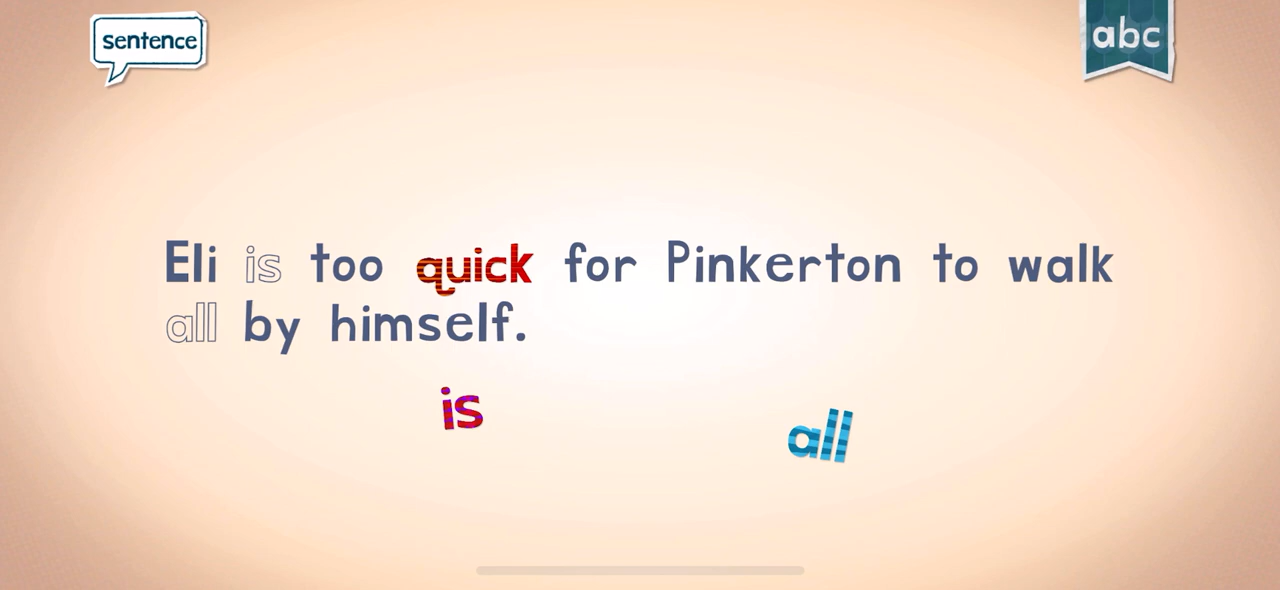 sentence
abc
Eli is too quick for Pinkerton to walk
all by himself.
is
all